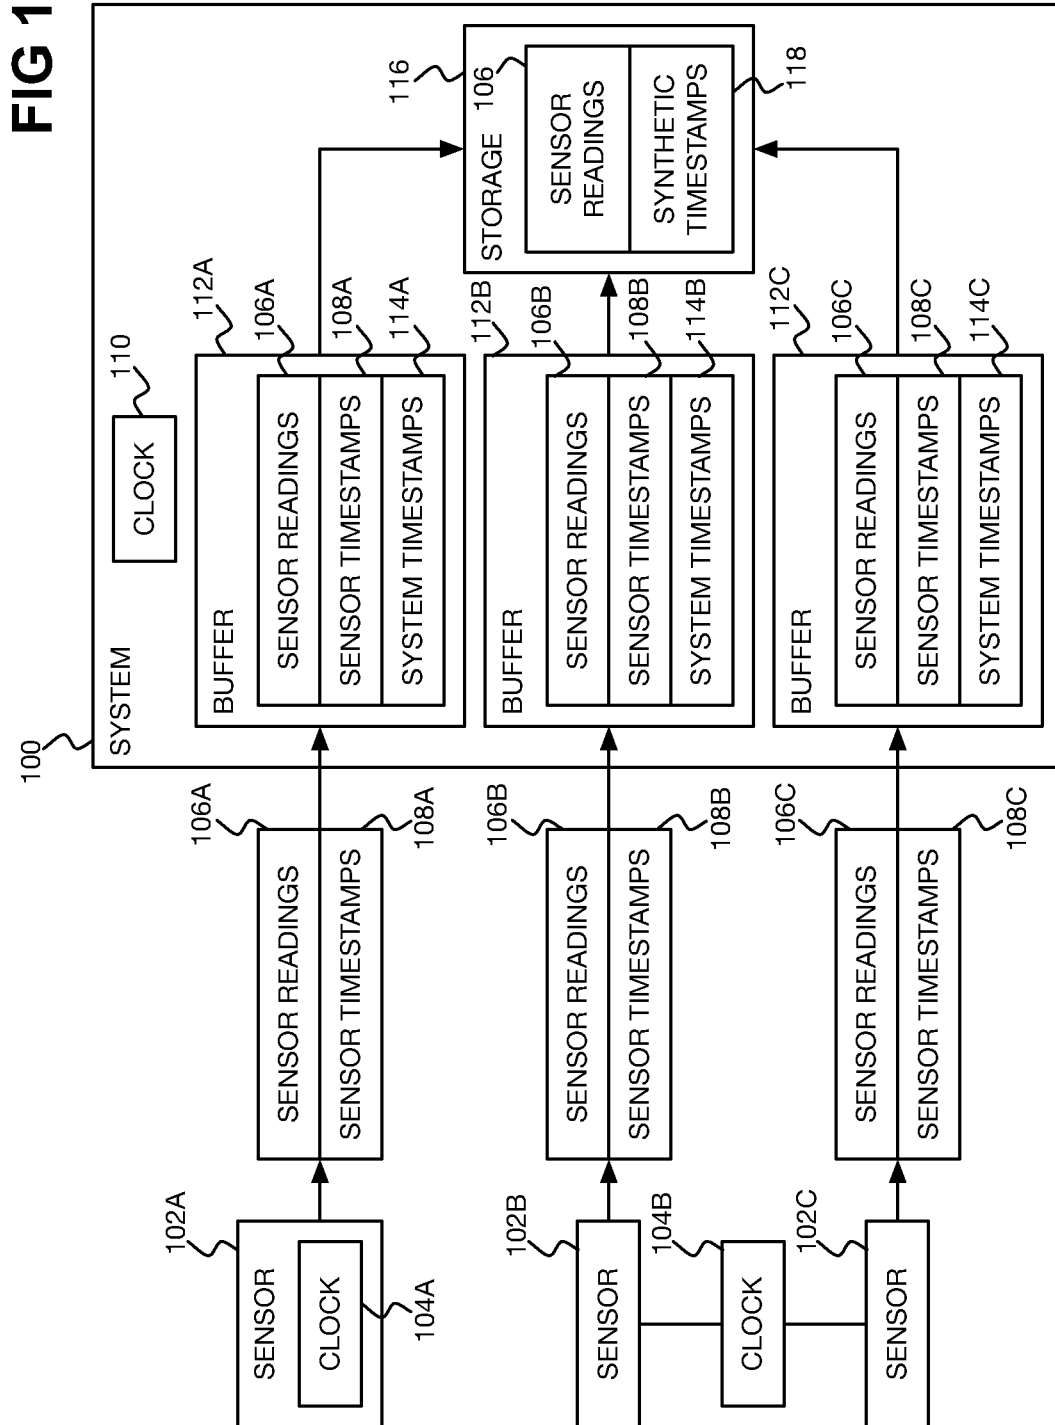 FIG 1
100
SYSTEM
110
CLOCK
102A
SENSOR
CLOCK
104A
106A
SENSOR READINGS
SENSOR TIMESTAMPS
108A
112A
BUFFER
106A
SENSOR READINGS
108A
SENSOR TIMESTAMPS
114A
SYSTEM TIMESTAMPS
102B
SENSOR
104B
CLOCK
106B
SENSOR READINGS
SENSOR TIMESTAMPS
108B
112B
BUFFER
106B
SENSOR READINGS
108B
SENSOR TIMESTAMPS
114B
SYSTEM TIMESTAMPS
102C
SENSOR
106C
SENSOR READINGS
SENSOR TIMESTAMPS
108C
112C
BUFFER
106C
SENSOR READINGS
108C
SENSOR TIMESTAMPS
114C
SYSTEM TIMESTAMPS
116
STORAGE
106
SENSOR
READINGS
SYNTHETIC
TIMESTAMPS
118